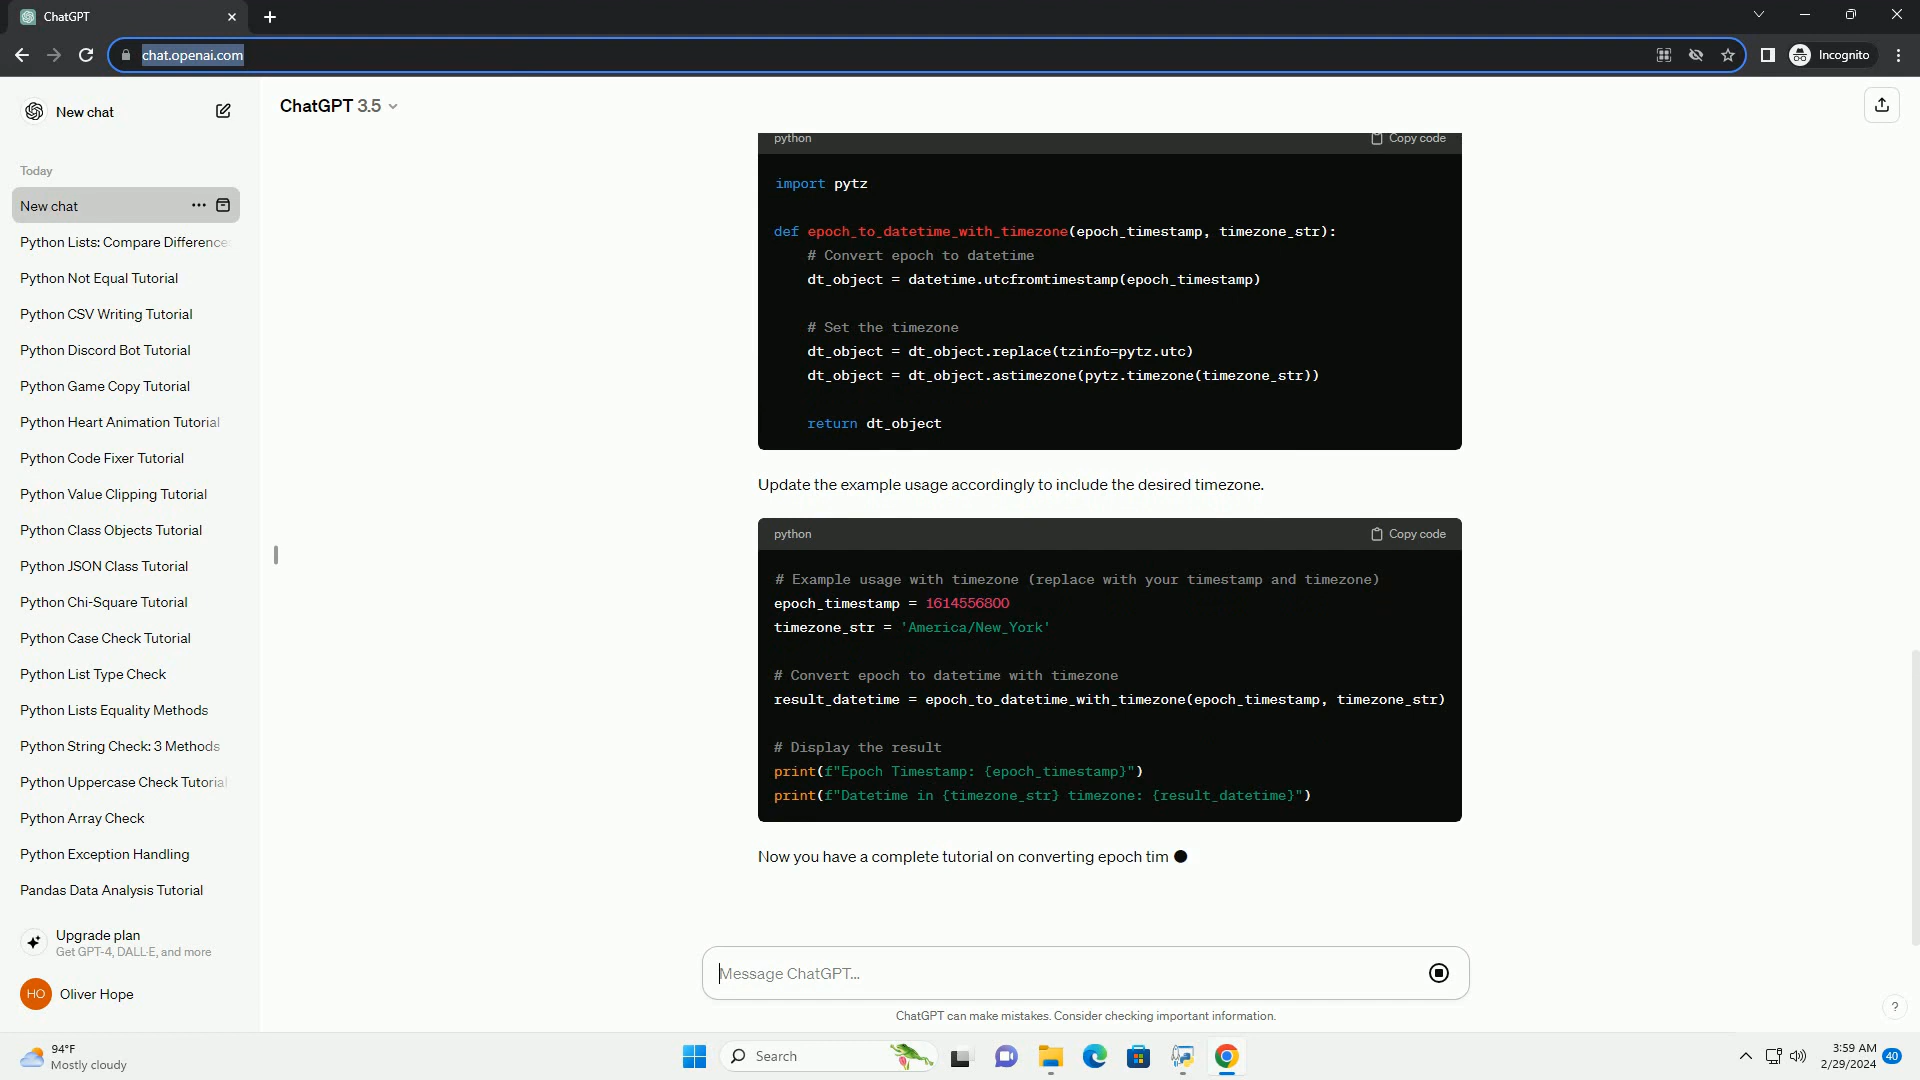 ChatGPT
chat.openai.com
Incognito
New chat
ChatGPT 3.5
Today
New chat
Python Lists: Compare Difference
Python Not Equal Tutorial
Python CSV Writing Tutorial
Python Discord Bot Tutorial
Python Game Copy Tutorial
Python Heart Animation Tutorial
Python Code Fixer Tutorial
Python Value Clipping Tutorial
Python Class Objects Tutorial
Python JSON Class Tutorial
Python Chi-Square Tutorial
Python Case Check Tutorial
Python List Type Check
Python Lists Equality Methods
Python String Check: 3 Methods
Python Uppercase Check Tutorial
Python Array Check
Python Exception Handling
Pandas Data Analysis Tutorial
Upgrade plan
Get GPT-4, DALL·E, and more
HO Oliver Hope
python Copy code
import pytz
def epoch_to_datetime_with_timezone(epoch_timestamp, timezone_str):
# Convert epoch to datetime
dt_object = datetime.utcfromtimestamp(epoch_timestamp)
# Set the timezone
dt_object = dt_object.replace(tzinfo=pytz.utc)
dt_object = dt_object.astimezone(pytz.timezone(timezone_str))
return dt_object
Update the example usage accordingly to include the desired timezone.
python Copy code
# Example usage with timezone (replace with your timestamp and timezone)
epoch_timestamp = 1614556800
timezone_str = 'America/New_York'
# Convert epoch to datetime with timezone
result_datetime = epoch_to_datetime_with_timezone(epoch_timestamp, timezone_str)
# Display the result
print(f"Epoch Timestamp: {epoch_timestamp}")
print(f"Datetime in {timezone_str} timezone: {result_datetime}")
Now you have a complete tutorial on converting epoch tim
Message ChatGPT...
ChatGPT can make mistakes. Consider checking important information.
?
94°F
Mostly cloudy
Search
3:59 AM
2/29/2024
40